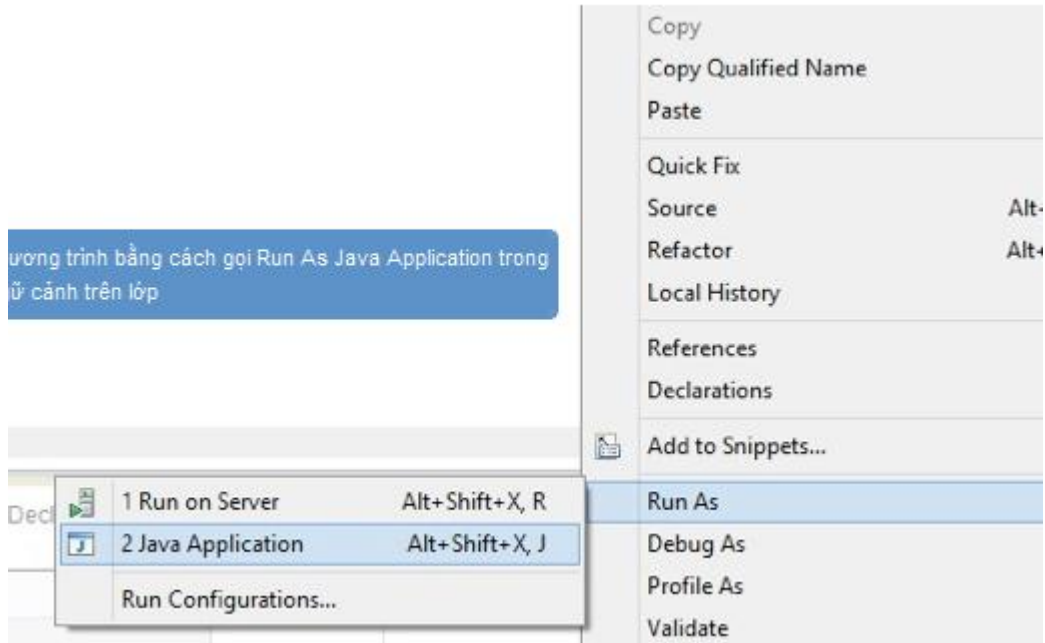 Copy
Copy Qualified Name
Paste
Quick Fix
Source Alt+
Refactor Alt+
Local History
References
Declarations
Add to Snippets...
Run As
Debug As
Profile As
Validate
ương trình bằng cách gọi Run As Java Application trong
ữ cảnh trên lớp
Decl
1 Run on Server Alt+Shift+X, R
2 Java Application Alt+Shift+X, J
Run Configurations...